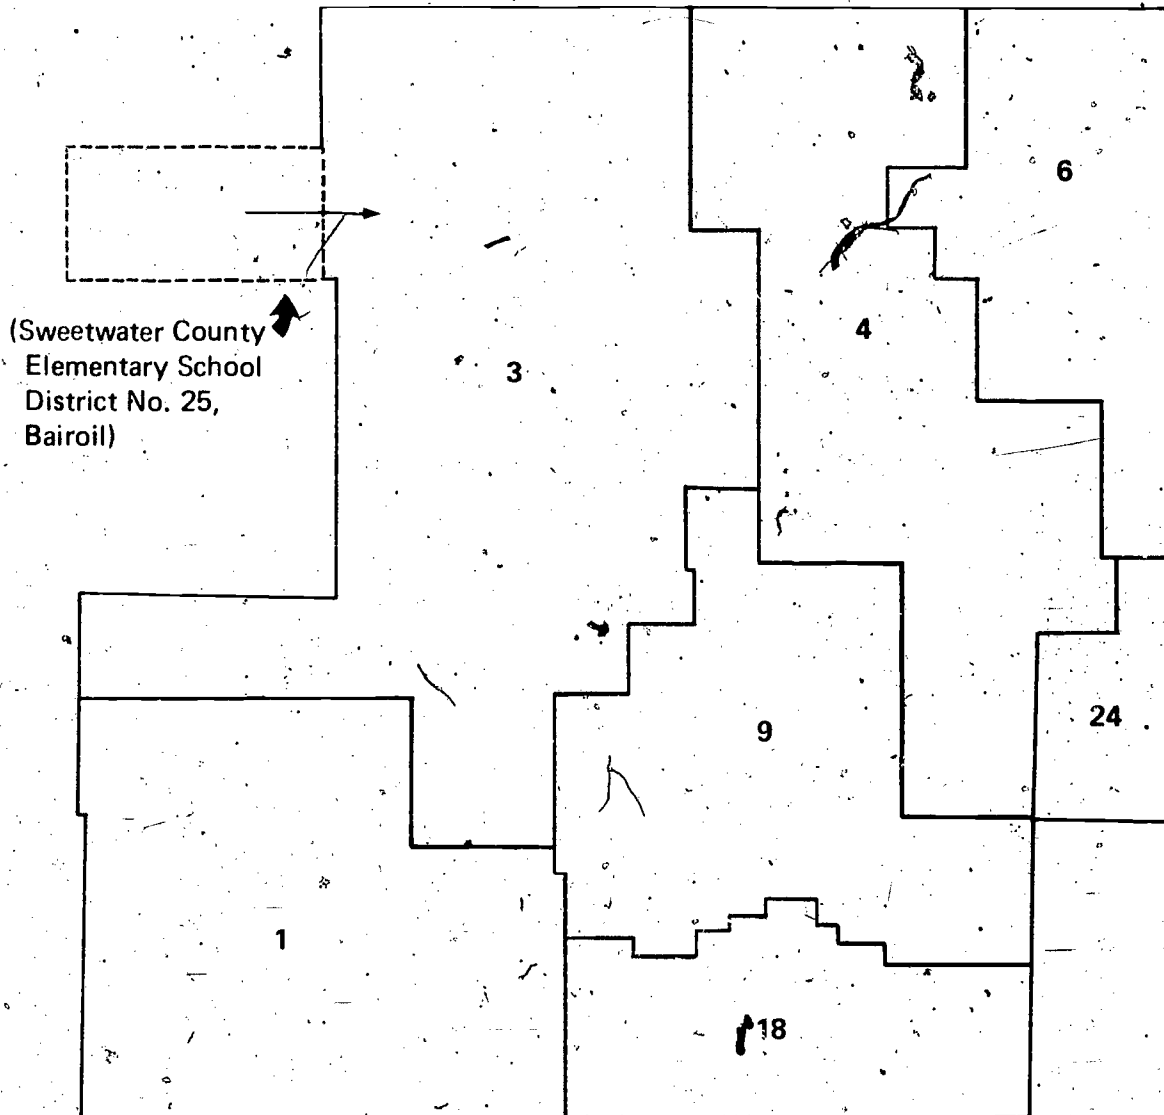 6
4
(Sweetwater County
Elementary School
District No. 25,
Bairoil)
3
9
24
1
18